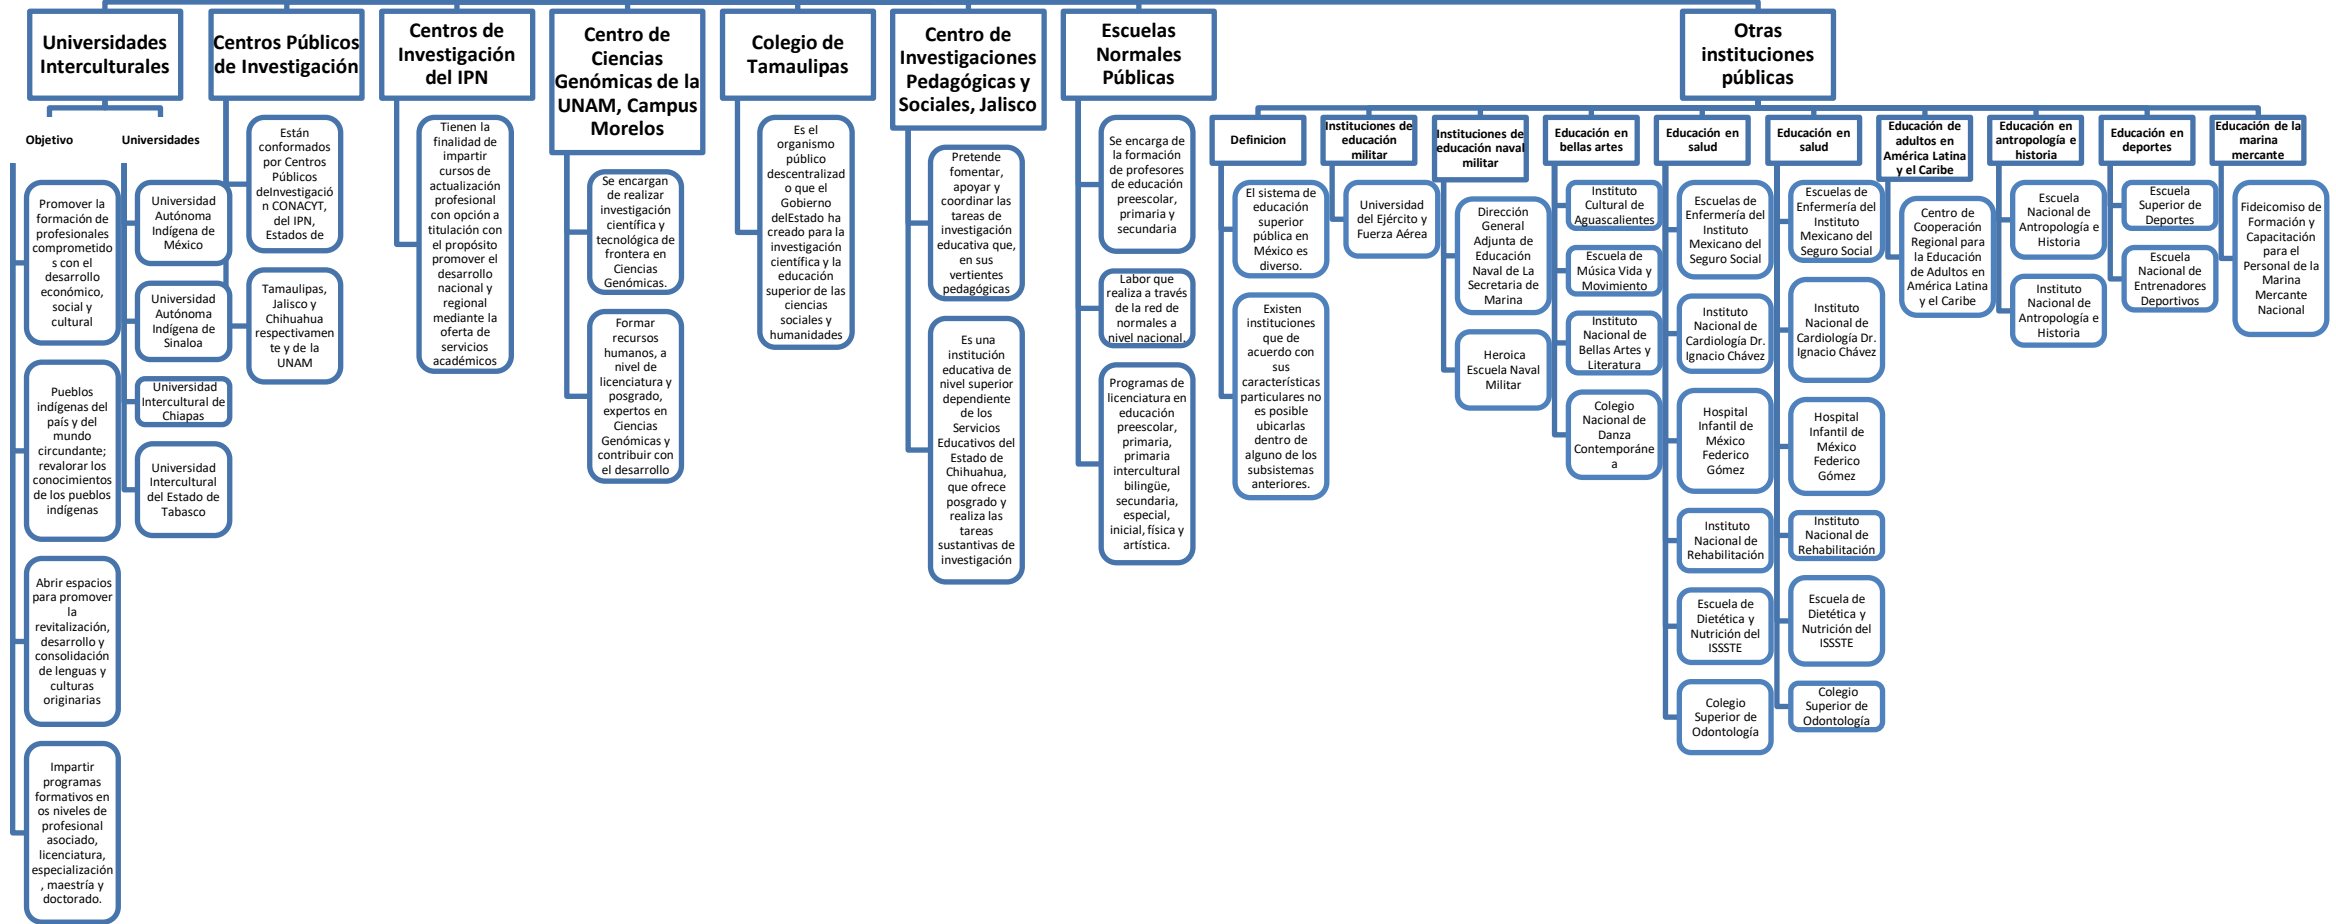 Universidades
Interculturales
Objetivo
Promover la
formación de
profesionales
comprometido
s con el
desarrollo
económico,
social y
cultural
Pueblos
indígenas del
país y del
mundo
circundante;
revalorar los
conocimientos
de los pueblos
indígenas
Abrir espacios
para promover
la
revitalización,
desarrollo y
consolidación
de lenguas y
culturas
originarias
Impartir
programas
formativos en
os niveles de
profesional
asociado,
licenciatura,
especialización
, maestría y
doctorado.
Universidades
Universidad
Autónoma
Indígena de
México
Universidad
Autónoma
Indígena de
Sinaloa
Universidad
Intercultural de
Chiapas
Universidad
Intercultural
del Estado de
Tabasco
Centros Públicos
de Investigación
Están
conformados
por Centros
Públicos
deInvestigació
n CONACYT,
del IPN,
Estados de
Tamaulipas,
Jalisco y
Chihuahua
respectivamen
te y de la
UNAM
Centros de
Investigación
del IPN
Tienen la
finalidad de
impartir
cursos de
actualización
profesional
con opción a
titulación con
el propósito
promover el
desarrollo
nacional y
regional
mediante la
oferta de
servicios
académicos
Centro de
Ciencias
Genómicas de la
UNAM, Campus
Morelos
Se encargan
de realizar
investigación
científica y
tecnológica de
frontera en
Ciencias
Genómicas.
Formar
recursos
humanos, a
nivel de
licenciatura y
posgrado,
expertos en
Ciencias
Genómicas y
contribuir con
el desarrollo
Colegio de
Tamaulipas
Es el
organismo
público
descentralizad
o que el
Gobierno
delEstado ha
creado para la
investigación
científica y la
educación
superior de las
ciencias
sociales y
humanidades
Centro de
Investigaciones
Pedagógicas y
Sociales, Jalisco
Pretende
fomentar,
apoyar y
coordinar las
tareas de
investigación
educativa que,
en sus
vertientes
pedagógicas
Es una
institución
educativa de
nivel superior
dependiente
de los
Servicios
Educativos del
Estado de
Chihuahua,
que ofrece
posgrado y
realiza las
tareas
sustantivas de
investigación
Escuelas
Normales
Públicas
Se encarga de
la formación
de profesores
de educación
preescolar,
primaria y
secundaria
Labor que
realiza a través
de la red de
normales a
nivel nacional.
Programas de
licenciatura en
educación
preescolar,
primaria,
primaria
intercultural
bilingüe,
secundaria,
especial,
inicial, física y
artística.
Otras
instituciones
públicas
Definicion
El sistema de
educación
superior
pública en
México es
diverso.
Existen
instituciones
que de
acuerdo con
sus
características
particulares no
es posible
ubicarlas
dentro de
alguno de los
subsistemas
anteriores.
Instituciones de
educación
militar
Universidad
del Ejército y
Fuerza Aérea
Instituciones de
educación naval
militar
Dirección
General
Adjunta de
Educación
Naval de La
Secretaria de
Marina
Heroica
Escuela Naval
Militar
Educación en
bellas artes
Instituto
Cultural de
Aguascalientes
Escuela de
Música Vida y
Movimiento
Instituto
Nacional de
Bellas Artes y
Literatura
Colegio
Nacional de
Danza
Contemporáne
a
Educación en
salud
Escuelas de
Enfermería del
Instituto
Mexicano del
Seguro Social
Instituto
Nacional de
Cardiología Dr.
Ignacio Chávez
Hospital
Infantil de
México
Federico
Gómez
Instituto
Nacional de
Rehabilitación
Escuela de
Dietética y
Nutrición del
ISSSTE
Colegio
Superior de
Odontología
Educación en
salud
Escuelas de
Enfermería del
Instituto
Mexicano del
Seguro Social
Instituto
Nacional de
Cardiología Dr.
Ignacio Chávez
Hospital
Infantil de
México
Federico
Gómez
Instituto
Nacional de
Rehabilitación
Escuela de
Dietética y
Nutrición del
ISSSTE
Colegio
Superior de
Odontología
Educación de
adultos en
América Latina
y el Caribe
Centro de
Cooperación
Regional para
la Educación
de Adultos en
América Latina
y el Caribe
Educación en
antropología e
historia
Escuela
Nacional de
Antropología e
Historia
Instituto
Nacional de
Antropología e
Historia
Educación en
deportes
Escuela
Superior de
Deportes
Escuela
Nacional de
Entrenadores
Deportivos
Educación de la
marina
mercante
Fideicomiso de
Formación y
Capacitación
para el
Personal de la
Marina
Mercante
Nacional